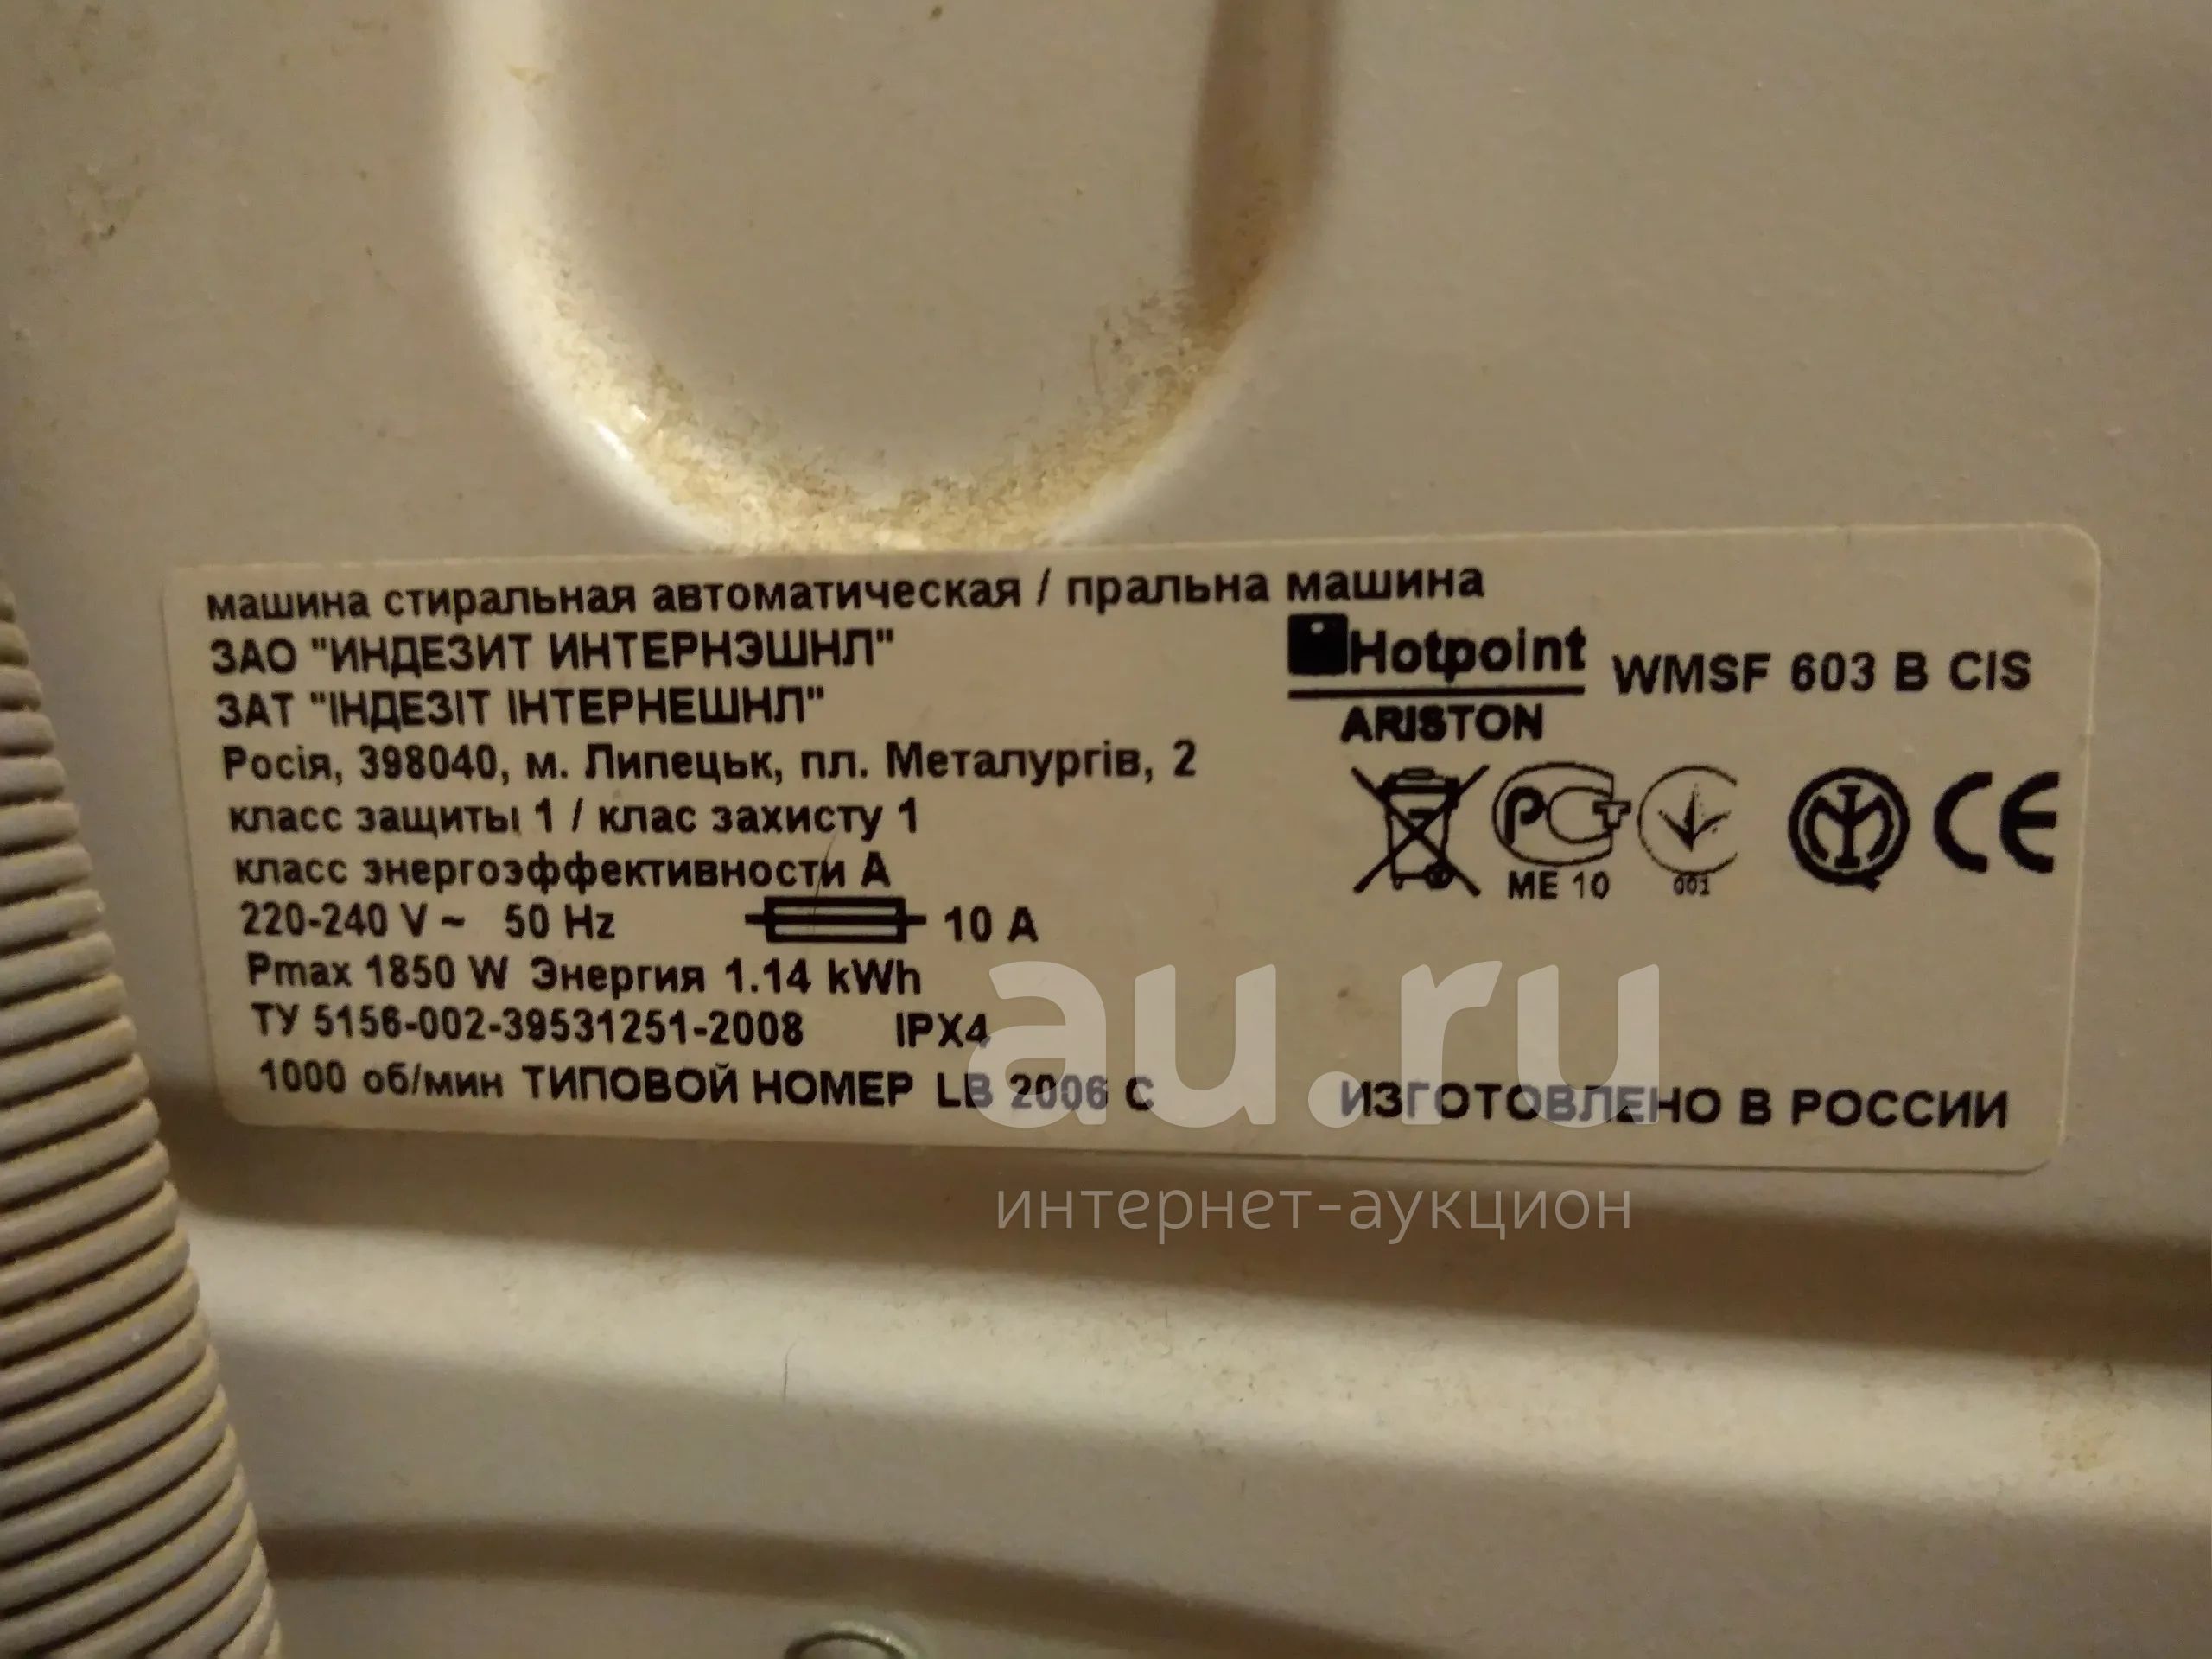 машина стиральная автоматическая / пральна машина
ЗАО "ИНДЕЗИТ ИНТЕРНЭШНЛ"
ЗАТ "ІНДЕЗІТ ІНТЕРНЕШНЛ"
Hotpoint
ARISTON
WMSF 603 B CIS
Росія, 398040, м. Липецьк, пл. Металургів, 2
класс защиты 1 / клас захисту 1
класс энергоэффективности A
220-240 V ~ 50 Hz 10 A
Pmax 1850 W Энергия 1.14 kWh
ТУ 5156-002-39531251-2008 IPX4
1000 об/мин ТИПОВОЙ НОМЕР LB 2006 C
РСТ
ME 10
001
CE
ИЗГОТОВЛЕНО В РОССИИ
au.ru
интернет-аукцион